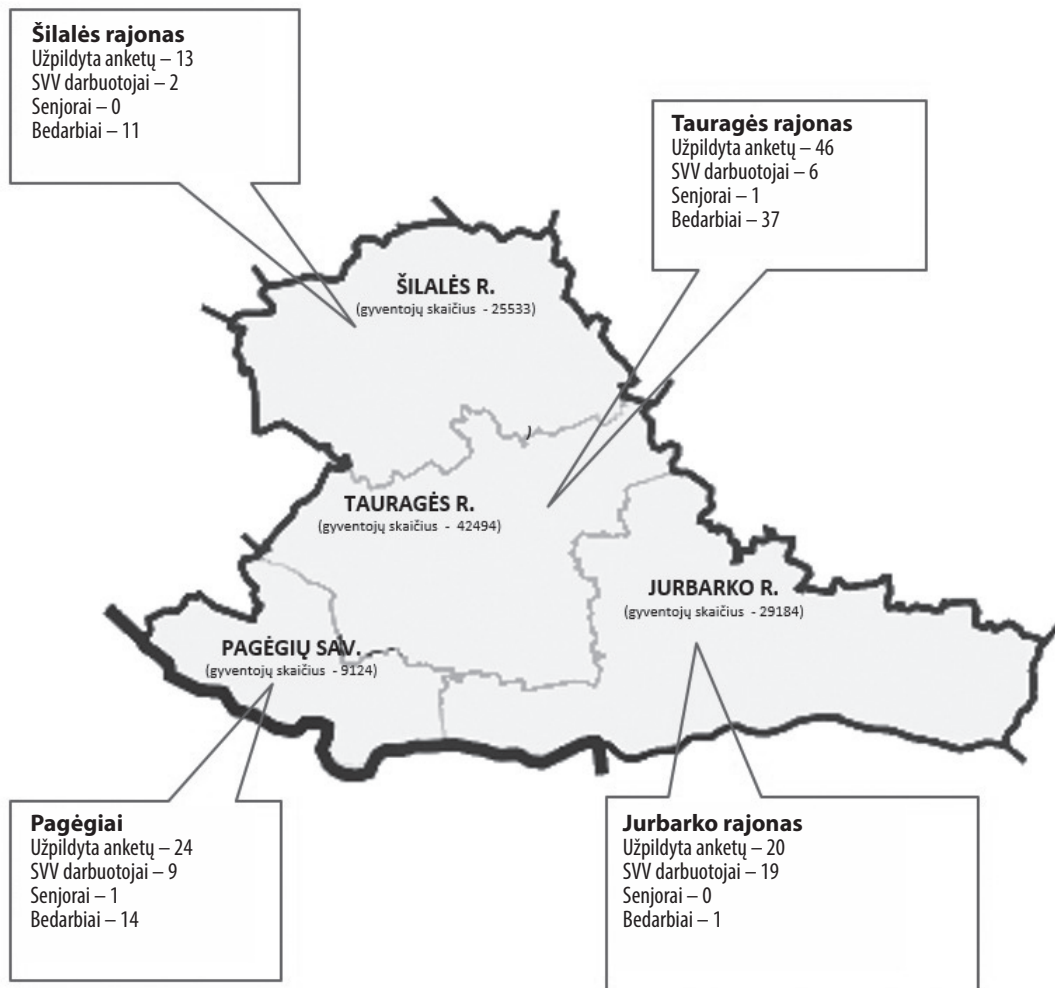 Šilalės rajonas
Užpildyta anketų – 13
SVV darbuotojai – 2
Senjorai – 0
Bedarbiai – 11
Tauragės rajonas
Užpildyta anketų – 46
SVV darbuotojai – 6
Senjorai – 1
Bedarbiai – 37
ŠILALĖS R.
(gyventojų skaičius - 25533)
TAURAGĖS R.
(gyventojų skaičius - 42494)
JURBARKO R.
(gyventojų skaičius - 29184)
PAGĖGIŲ SAV.
(gyventojų skaičius - 9124)
Pagėgiai
Užpildyta anketų – 24
SVV darbuotojai – 9
Senjorai – 1
Bedarbiai – 14
Jurbarko rajonas
Užpildyta anketų – 20
SVV darbuotojai – 19
Senjorai – 0
Bedarbiai – 1